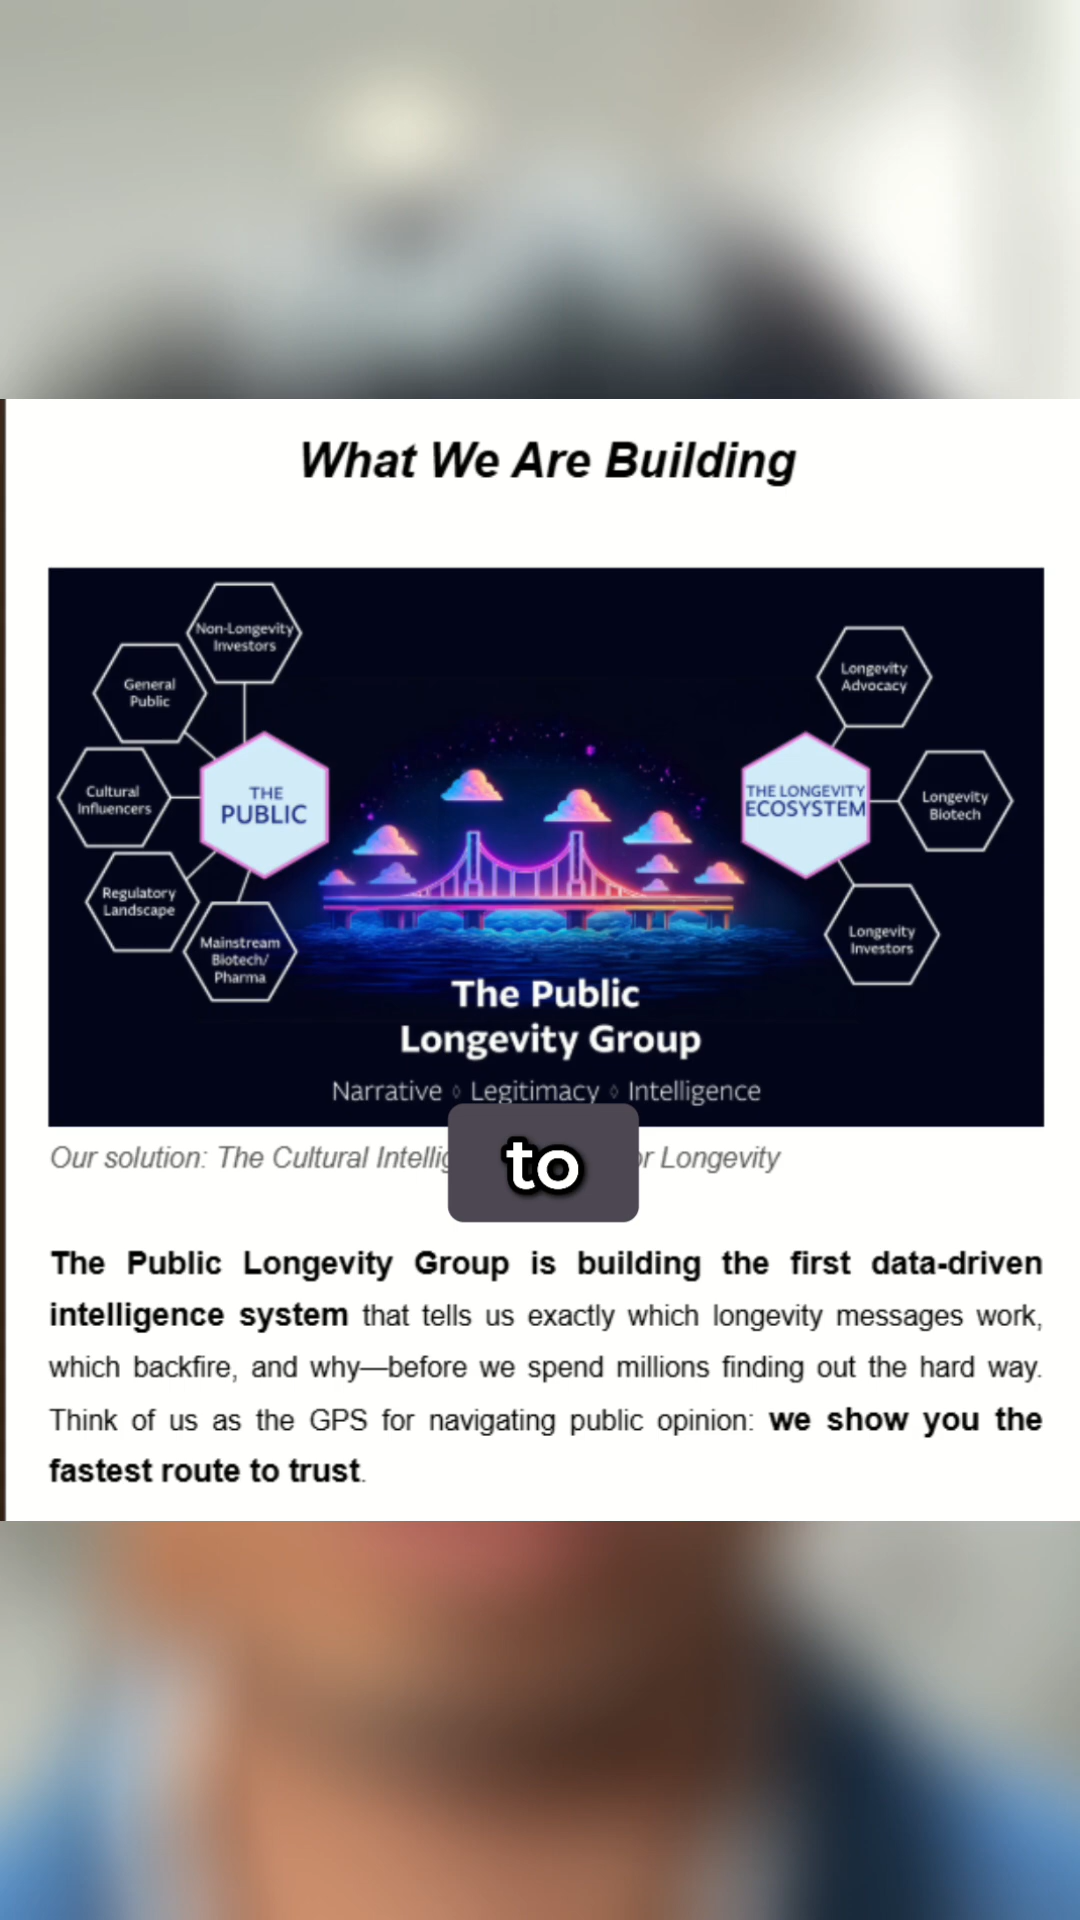 What We Are Building
Non-Longevity
Investors
General
Public
Cultural
Influencers
Regulatory
Landscape
Mainstream
Biotech/
Pharma
THE
PUBLIC
THE LONGEVITY
ECOSYSTEM
Longevity
Advocacy
Longevity
Biotech
Longevity
Investors
The Public
Longevity Group
Narrative ◊ Legitimacy ◊ Intelligence
Our solution: The Cultural Longevity
to
The Public Longevity Group is building the first data-driven
intelligence system that tells us exactly which longevity messages work,
which backfire, and why—before we spend millions finding out the hard way.
Think of us as the GPS for navigating public opinion: we show you the
fastest route to trust.